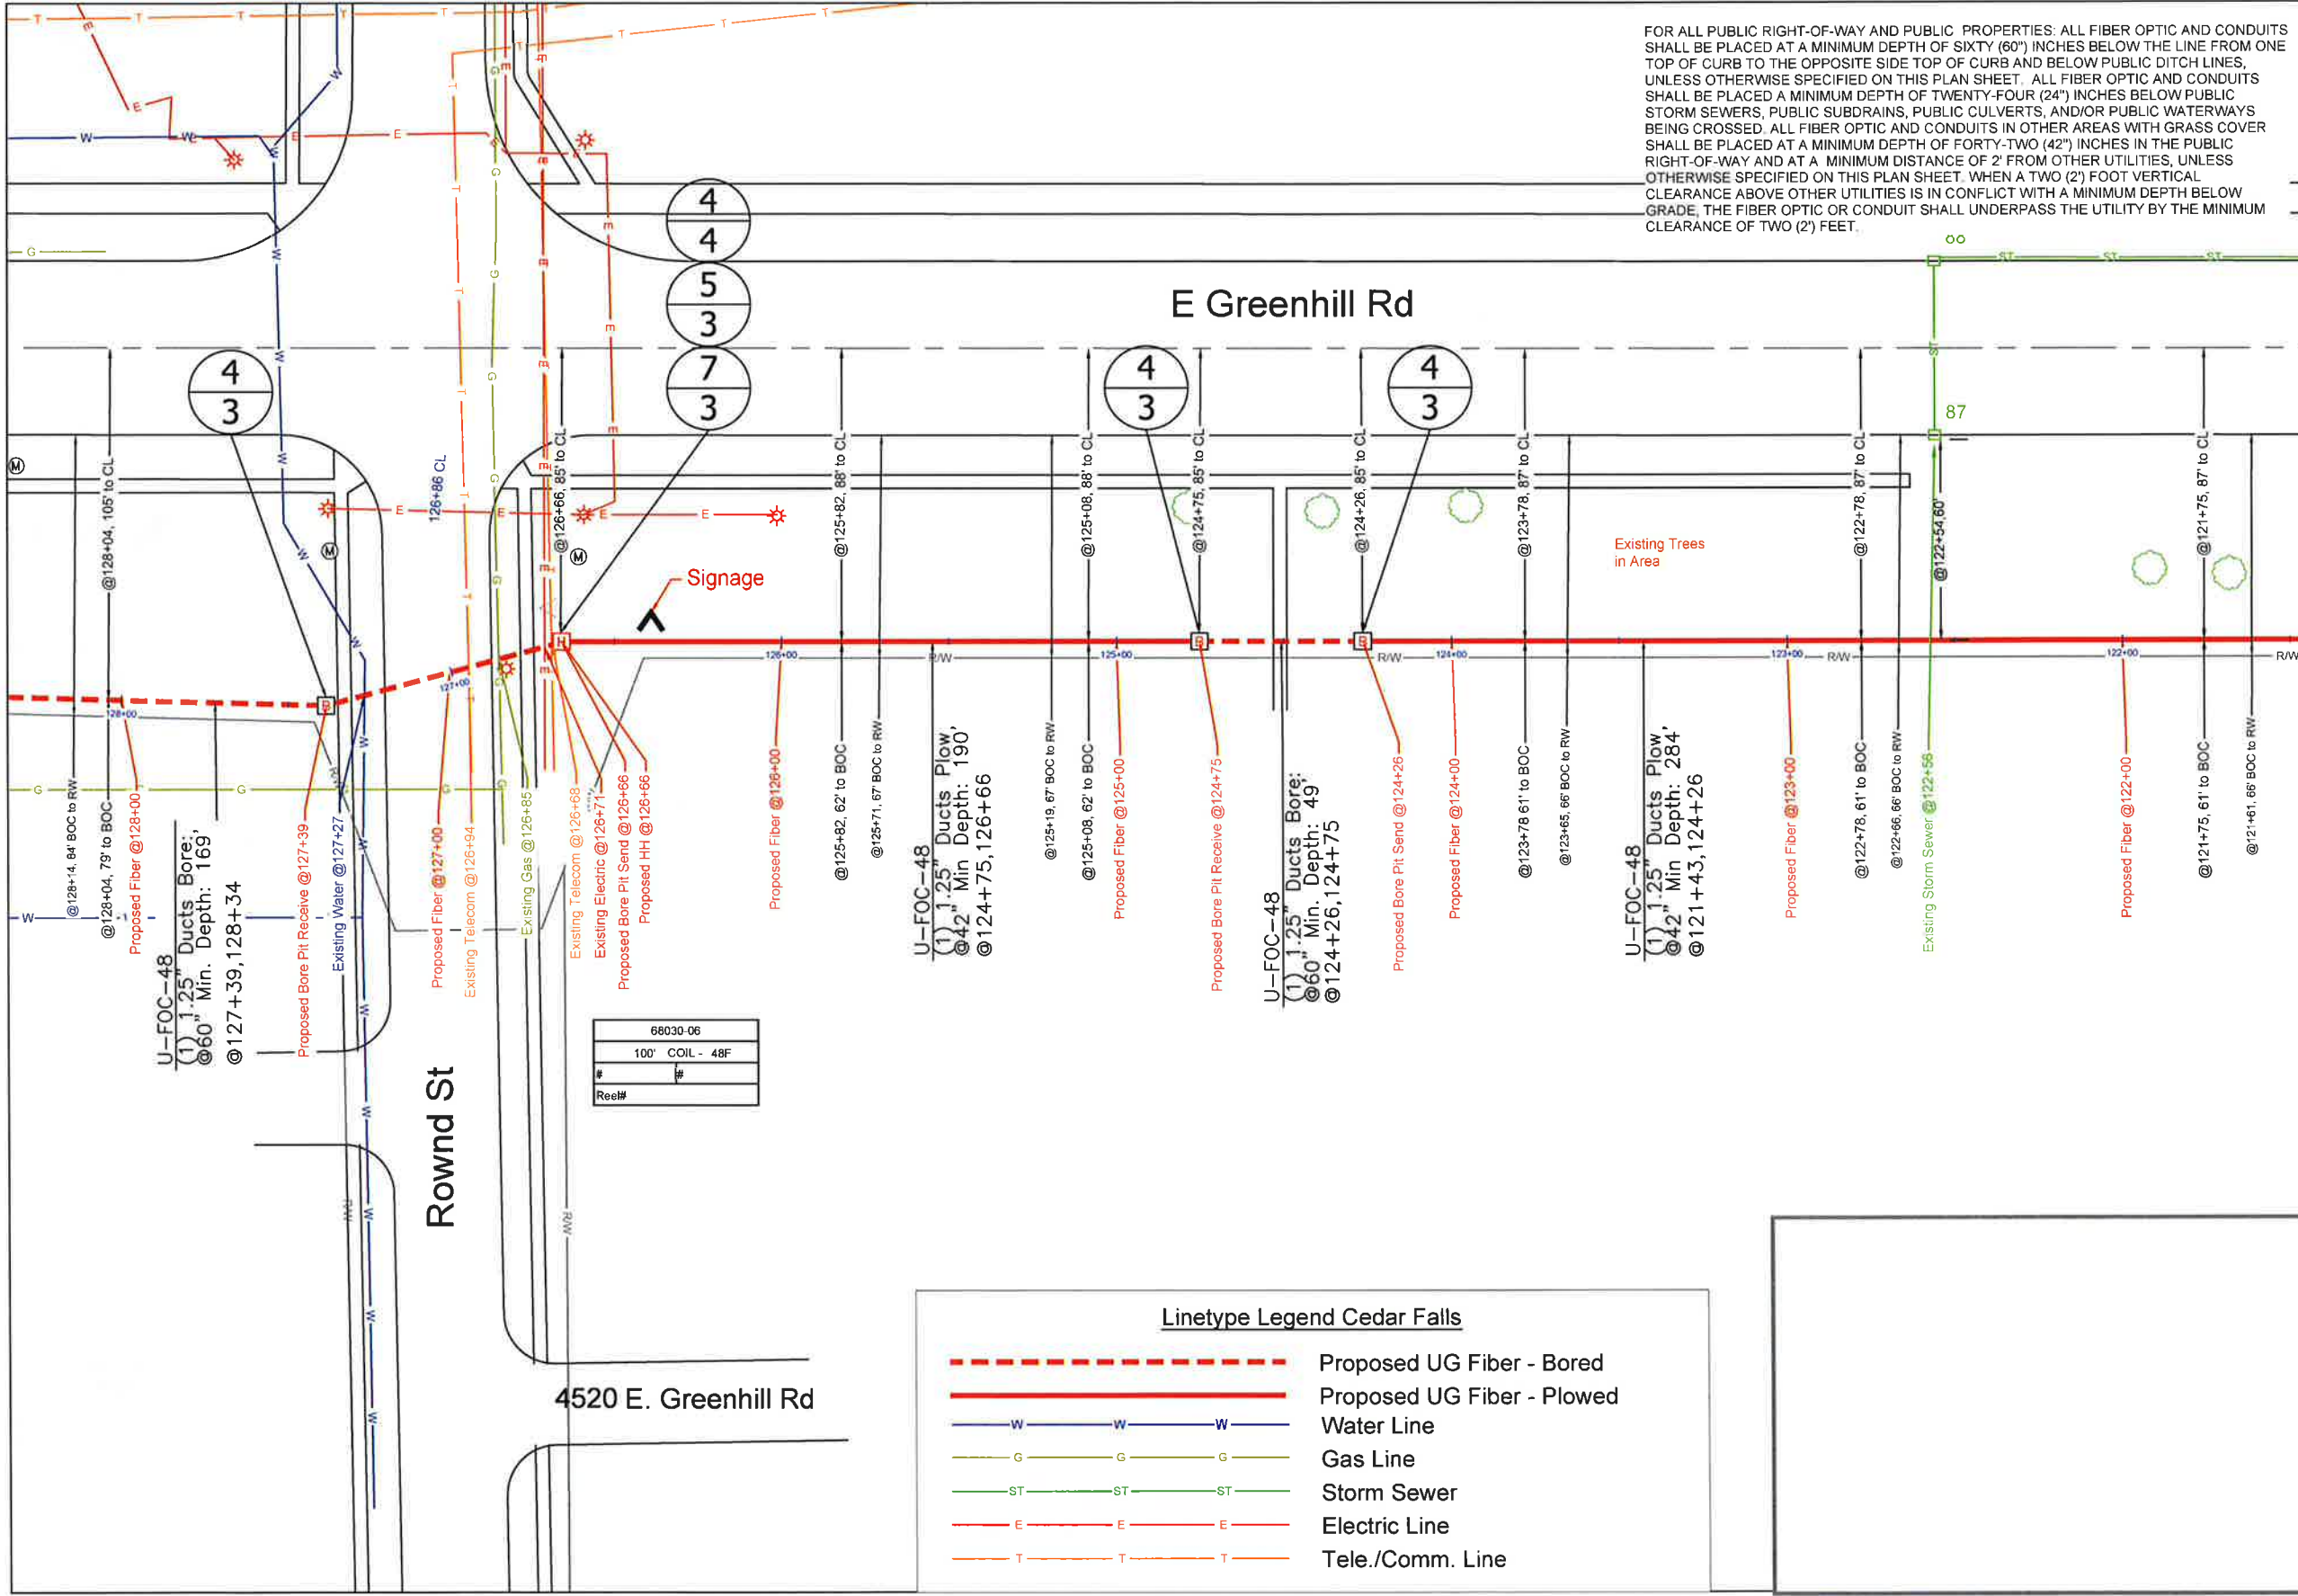 FOR ALL PUBLIC RIGHT-OF-WAY AND PUBLIC PROPERTIES: ALL FIBER OPTIC AND CONDUITS
SHALL BE PLACED AT A MINIMUM DEPTH OF SIXTY (60") INCHES BELOW THE LINE FROM ONE
TOP OF CURB TO THE OPPOSITE SIDE TOP OF CURB AND BELOW PUBLIC DITCH LINES,
UNLESS OTHERWISE SPECIFIED ON THIS PLAN SHEET. ALL FIBER OPTIC AND CONDUITS
SHALL BE PLACED A MINIMUM DEPTH OF TWENTY-FOUR (24") INCHES BELOW PUBLIC
STORM SEWERS, PUBLIC SUBDRAINS, PUBLIC CULVERTS, AND/OR PUBLIC WATERWAYS
BEING CROSSED. ALL FIBER OPTIC AND CONDUITS IN OTHER AREAS WITH GRASS COVER
SHALL BE PLACED AT A MINIMUM DEPTH OF FORTY-TWO (42") INCHES IN THE PUBLIC
RIGHT-OF-WAY AND AT A MINIMUM DISTANCE OF 2' FROM OTHER UTILITIES, UNLESS
OTHERWISE SPECIFIED ON THIS PLAN SHEET. WHEN A TWO (2') FOOT VERTICAL
CLEARANCE ABOVE OTHER UTILITIES IS IN CONFLICT WITH A MINIMUM DEPTH BELOW
GRADE, THE FIBER OPTIC OR CONDUIT SHALL UNDERPASS THE UTILITY BY THE MINIMUM
CLEARANCE OF TWO (2') FEET.
E Greenhill Rd
4
4
5
3
7
3
4
3
4
3
4
3
87
126+86 CL
Signage
Existing Trees
in Area
@128+04, 105' to CL
@126+66, 85' to CL
@125+82, 88' to CL
@125+08, 88' to CL
@124+75, 85' to CL
@124+26, 85' to CL
@123+78, 87' to CL
@122+78, 87' to CL
@122+54,60'
@121+75, 87' to CL
128+00
127+00
126+00
R/W
125+00
R/W
124+00
123+00
R/W
122+00
R/W
@128+14, 84' BOC to RW
@128+04, 79' to BOC
Proposed Fiber @128+00
U-FOC-48
(1) 1.25" Ducts Bore:
@60" Min. Depth: 169',
@127+39,128+34
Proposed Bore Pit Receive @127+39
Existing Water @127+27
Proposed Fiber @127+00
Existing Telecom @126+94
Existing Gas @126+85
Existing Telecom @126+68
Existing Electric @126+71
Proposed Bore Pit Send @126+66
Proposed HH @126+66
Proposed Fiber @126+00
@125+82, 62' to BOC
@125+71, 67' BOC to RW
U-FOC-48
(1) 1.25" Ducts Plow,
@42" Min Depth: 190',
@124+75,126+66
@125+19, 67' BOC to RW
@125+08, 62' to BOC
Proposed Fiber @125+00
Proposed Bore Pit Receive @124+75
U-FOC-48
(1) 1.25" Ducts Bore:
@60" Min. Depth: 49',
@124+26,124+75
Proposed Bore Pit Send @124+26
Proposed Fiber @124+00
@123+78 61' to BOC
@123+65, 66' BOC to RW
U-FOC-48
(1) 1.25" Ducts Plow,
@42" Min Depth: 284',
@121+43,124+26
Proposed Fiber @123+00
@122+78, 61' to BOC
@122+66, 66' BOC to RW
Existing Storm Sewer @122+56
Proposed Fiber @122+00
@121+75, 61' to BOC
@121+61, 66' BOC to RW
68030-06
100' COIL - 48F
# #
Reel#
Rownd St
R/W
R/W
4520 E. Greenhill Rd
Linetype Legend Cedar Falls
Proposed UG Fiber - Bored
Proposed UG Fiber - Plowed
W W W Water Line
G G G Gas Line
ST ST ST Storm Sewer
E E E Electric Line
T T T Tele./Comm. Line